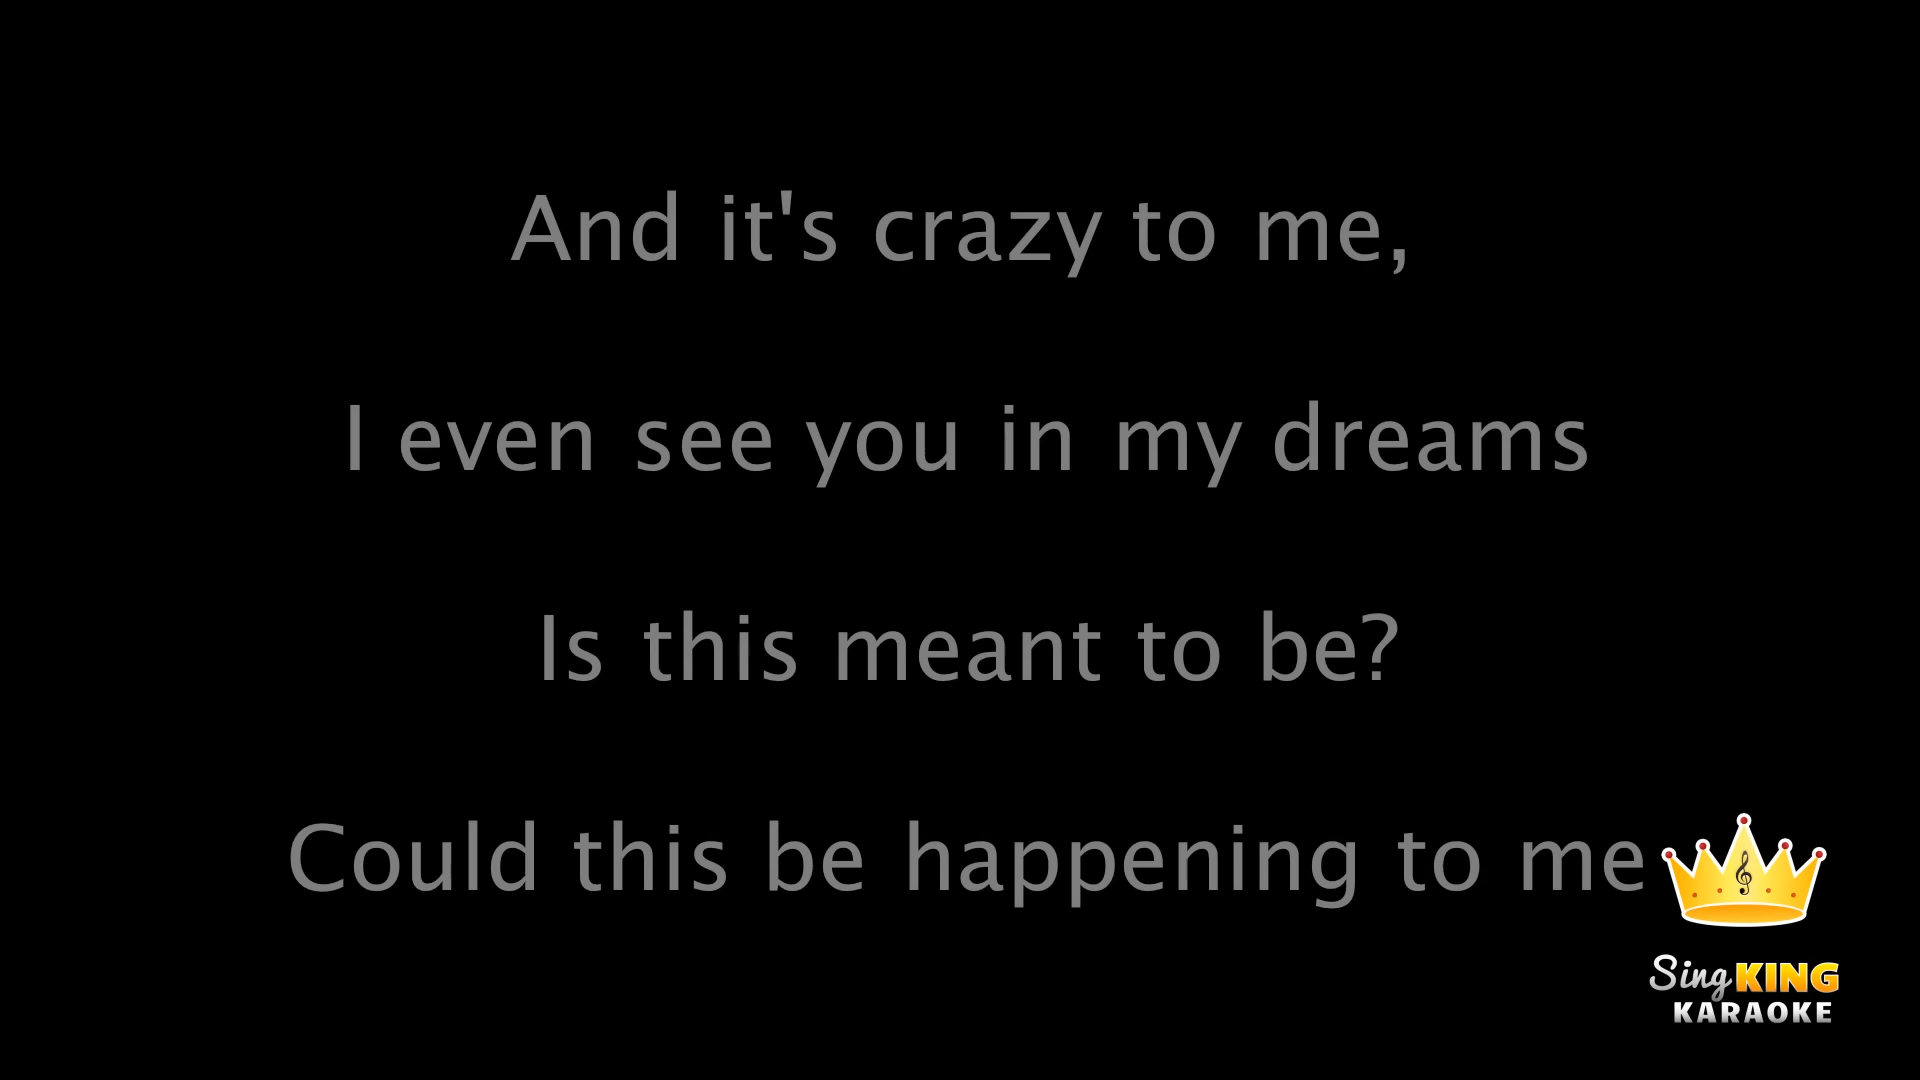 And it's crazy to me,
I even see you in my dreams
Is this meant to be?
Could this be happening to me
Sing KING
KARAOKE